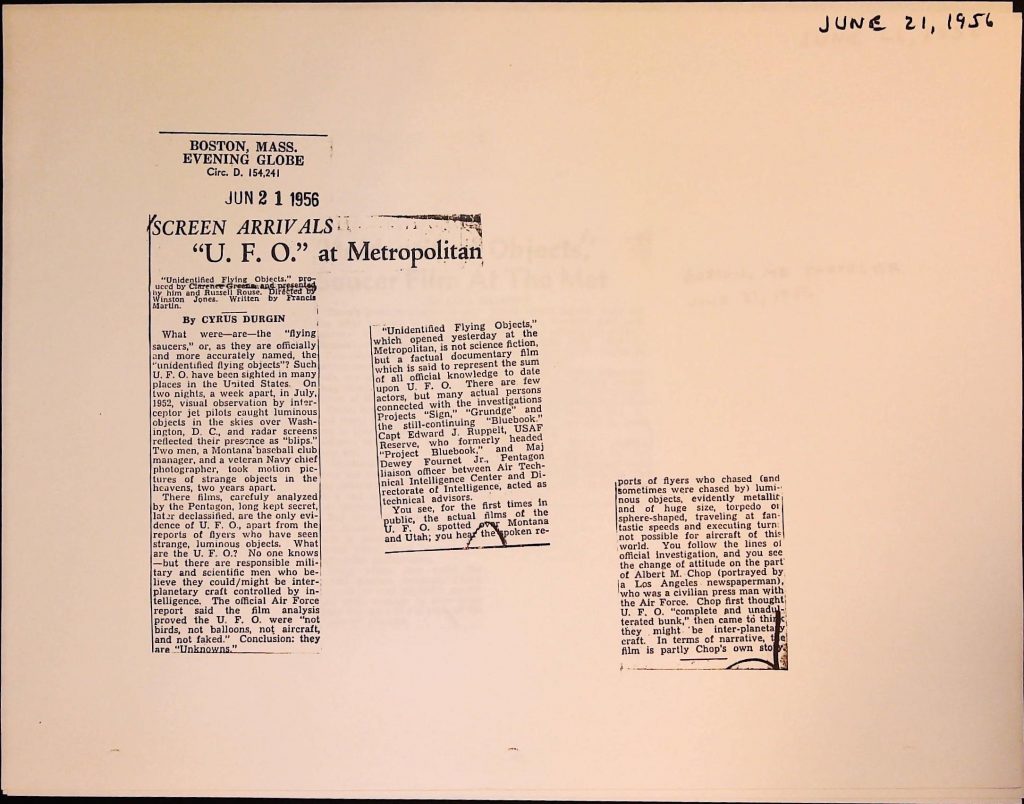 JUNE 21, 1956
BOSTON, MASS.
EVENING GLOBE
Circ. D. 154,241
JUN 21 1956
SCREEN ARRIVALS
"U. F. O." at Metropolitan
"Unidentified Flying Objects." pro-
duced by Clarence Greene and presented
by him and Russell Rouse. Directed by
Winston Jones. Written by Francis
Martin.
By CYRUS DURGIN
What were—are—the "flying
saucers," or, as they are officially
and more accurately named, the
"unidentified flying objects"? Such
U. F. O. have been sighted in many
places in the United States. On
two nights, a week apart, in July,
1952, visual observation by inter-
ceptor jet pilots caught luminous
objects in the skies over Wash-
ington, D. C., and radar screens
reflected their presence as "blips."
Two men, a Montana baseball club
manager, and a veteran Navy chief
photographer, took motion pic-
tures of strange objects in the
heavens, two years apart.
There films, carefuly analyzed
by the Pentagon, long kept secret,
later declassified, are the only evi-
dence of U. F. O., apart from the
reports of flyers who have seen
strange, luminous objects. What
are the U. F. O.? No one knows
—but there are responsible mili-
tary and scientific men who be-
lieve they could/might be inter-
planetary craft controlled by in-
telligence. The official Air Force
report said the film analysis
proved the U. F. O. were "not
birds, not balloons, not aircraft,
and not faked." Conclusion: they
are "Unknowns."
"Unidentified Flying Objects,"
which opened yesterday at the
Metropolitan, is not science fiction,
but a factual documentary film
which is said to represent the sum
of all official knowledge to date
upon U. F. O. There are few
actors, but many actual persons
connected with the investigations
Projects "Sign," "Grundge" and
the still-continuing "Bluebook."
Capt Edward J. Ruppelt, USAF
Reserve, who formerly headed
"Project Bluebook," and Maj
Dewey Fournet Jr., Pentagon
liaison officer between Air Tech-
nical Intelligence Center and Di-
rectorate of Intelligence, acted as
technical advisors.
You see, for the first times in
public, the actual films of the
U. F. O. spotted over Montana
and Utah; you hear the spoken re-
ports of flyers who chased (and
sometimes were chased by) lumi-
nous objects, evidently metallic
and of huge size, torpedo or
sphere-shaped, traveling at fan-
tastic speeds and executing turns
not possible for aircraft of this
world. You follow the lines of
official investigation, and you see
the change of attitude on the part
of Albert M. Chop (portrayed by
a Los Angeles newspaperman),
who was a civilian press man with
the Air Force. Chop first thought
U. F. O. "complete and unadul-
terated bunk," then came to think
they might be inter-planetary
craft. In terms of narrative, the
film is partly Chop's own story.